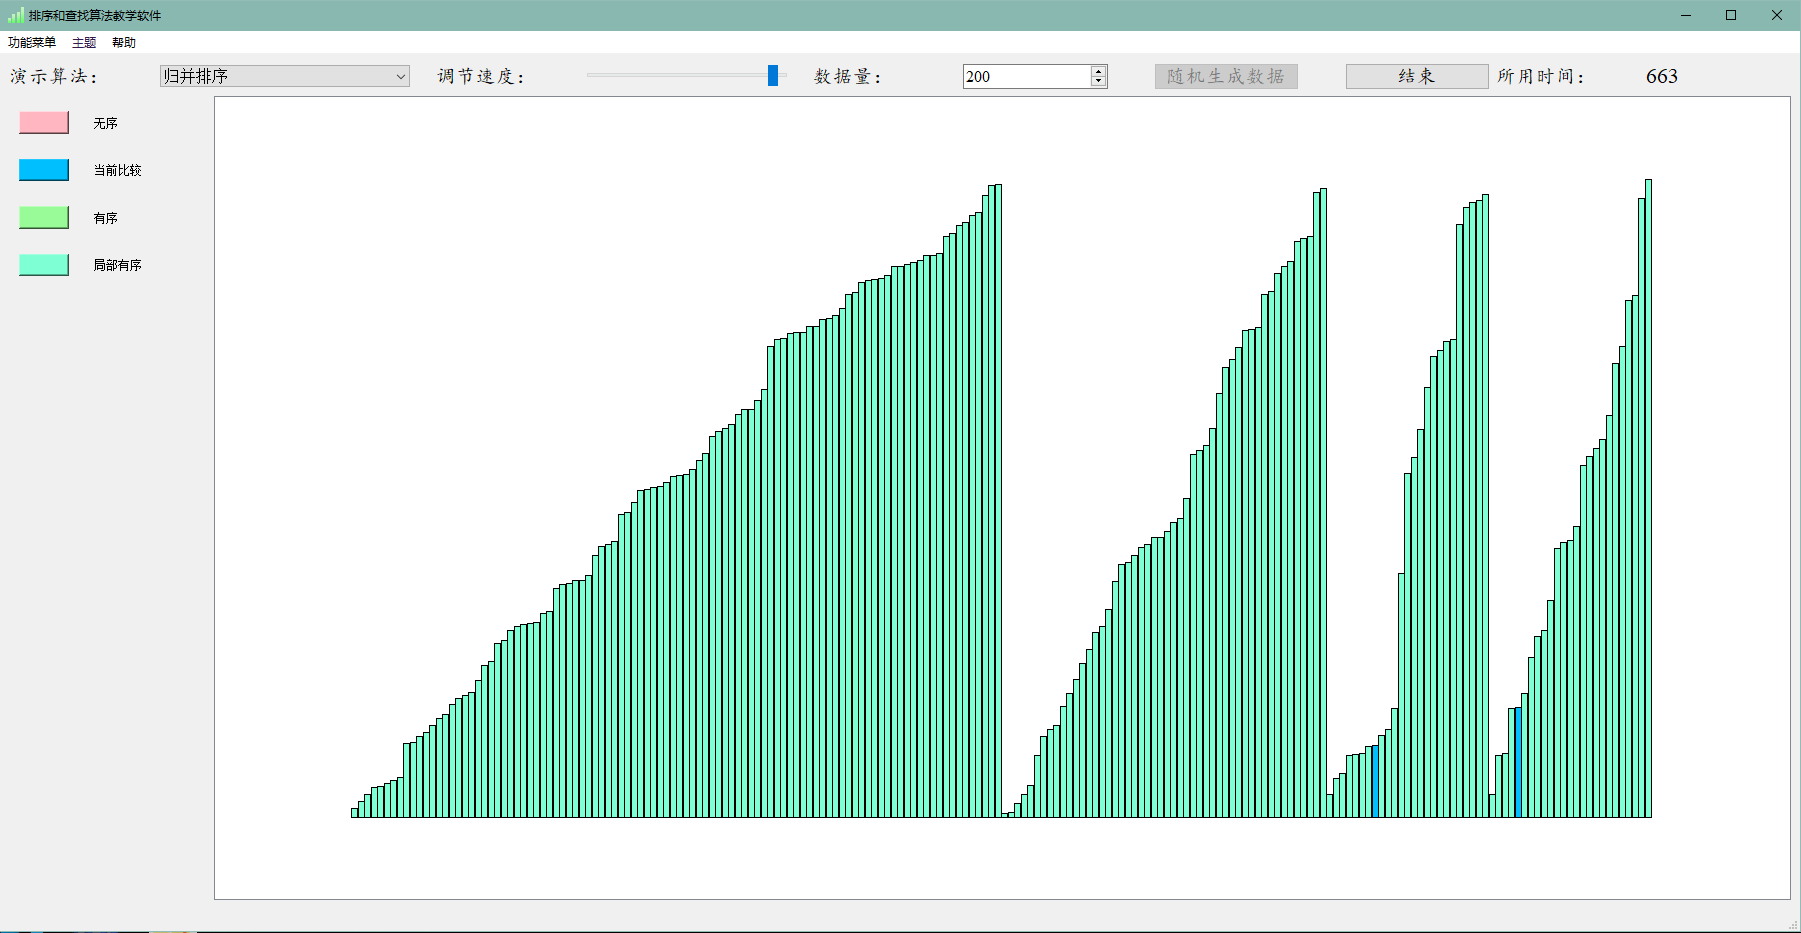 排序和查找算法教学软件
功能菜单 主题 帮助
演示算法： 归并排序 调节速度： 数据量： 200 随机生成数据 结束 所用时间： 663
无序
当前比较
有序
局部有序